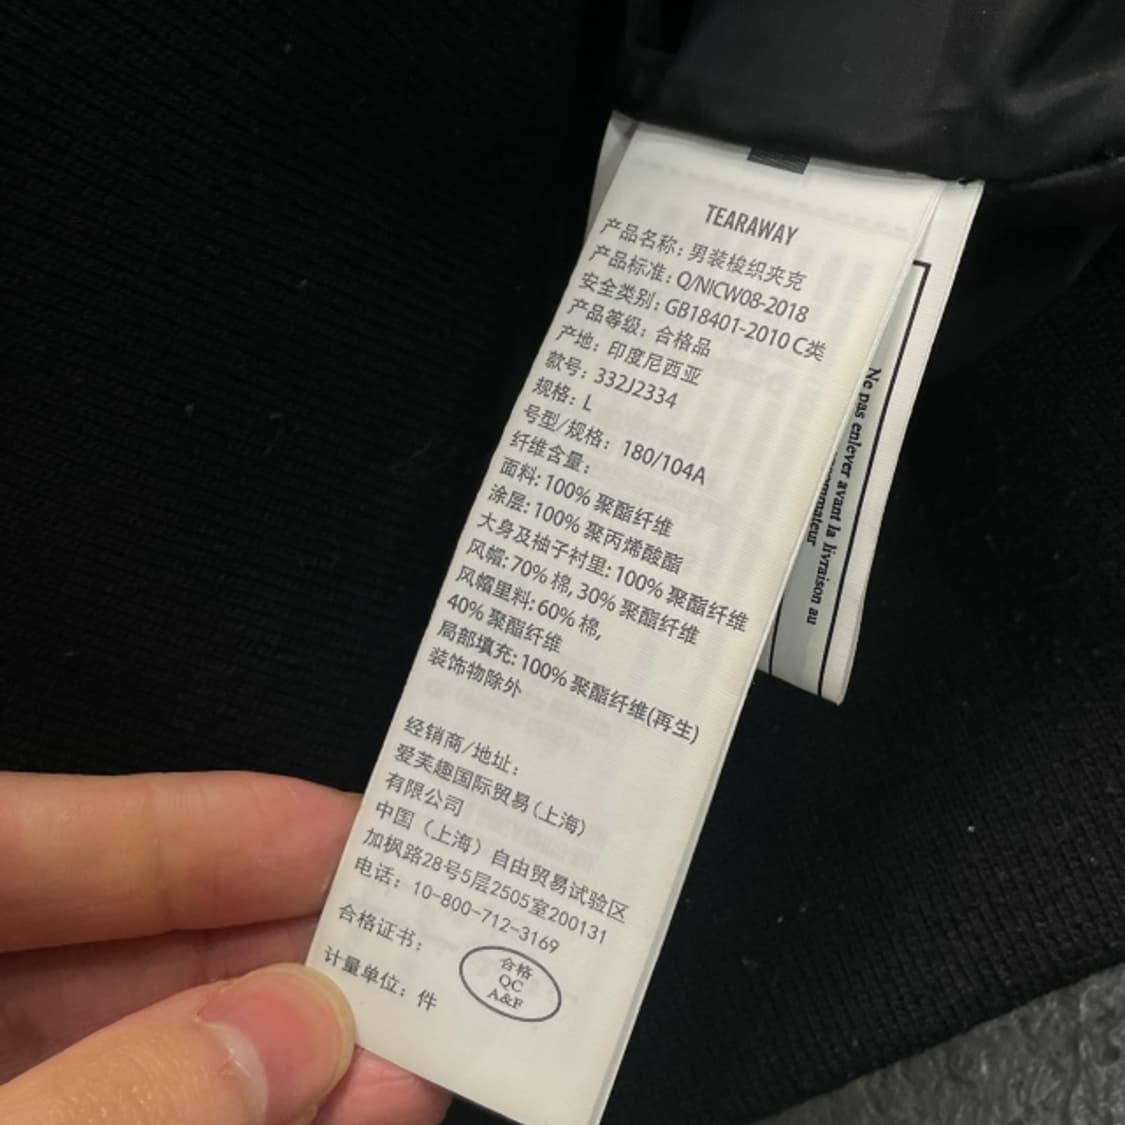 TEARAWAY
产品名称: 男装梭织夹克
产品标准: Q/NICW08-2018
安全类别: GB18401-2010 C类
产品等级: 合格品
产地: 印度尼西亚
款号: 332J2334
规格: L
号型/规格: 180/104A
纤维含量:
面料: 100% 聚酯纤维
涂层: 100% 聚丙烯酸酯
大身及袖子衬里: 100% 聚酯纤维
风帽: 70% 棉, 30% 聚酯纤维
风帽里料: 60% 棉,
40% 聚酯纤维
局部填充: 100% 聚酯纤维(再生)
装饰物除外
经销商/地址:
爱芙趣国际贸易(上海)
有限公司
中国（上海）自由贸易试验区
加枫路28号5层2505室200131
电话: 10-800-712-3169
合格证书:
合格
QC
A&F
计量单位: 件
Ne pas enlever avant la livraison au